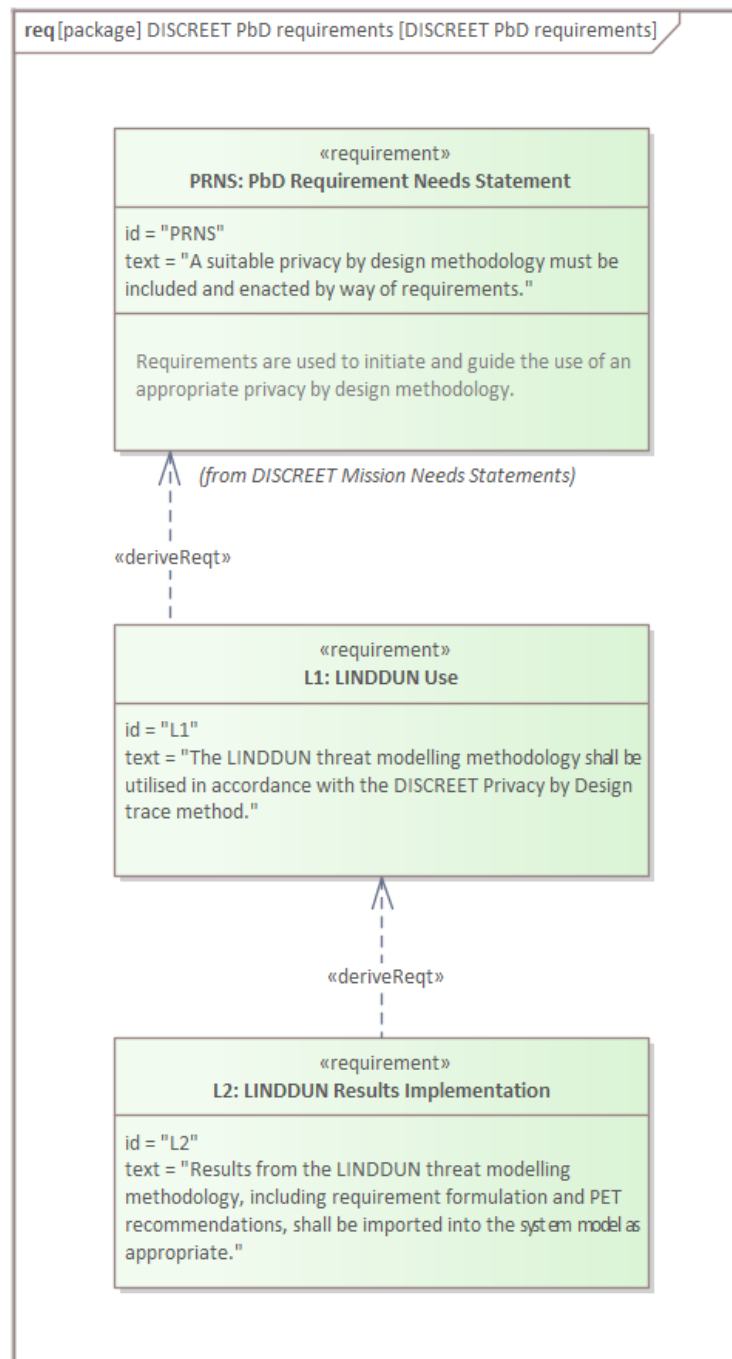 req [package] DISCREET PbD requirements [DISCREET PbD requirements]
«requirement»
PRNS: PbD Requirement Needs Statement
id = "PRNS"
text = "A suitable privacy by design methodology must be
included and enacted by way of requirements."
Requirements are used to initiate and guide the use of an
appropriate privacy by design methodology.
(from DISCREET Mission Needs Statements)
«deriveReqt»
«requirement»
L1: LINDDUN Use
id = "L1"
text = "The LINDDUN threat modelling methodology shall be
utilised in accordance with the DISCREET Privacy by Design
trace method."
«deriveReqt»
«requirement»
L2: LINDDUN Results Implementation
id = "L2"
text = "Results from the LINDDUN threat modelling
methodology, including requirement formulation and PET
recommendations, shall be imported into the system model as
appropriate."